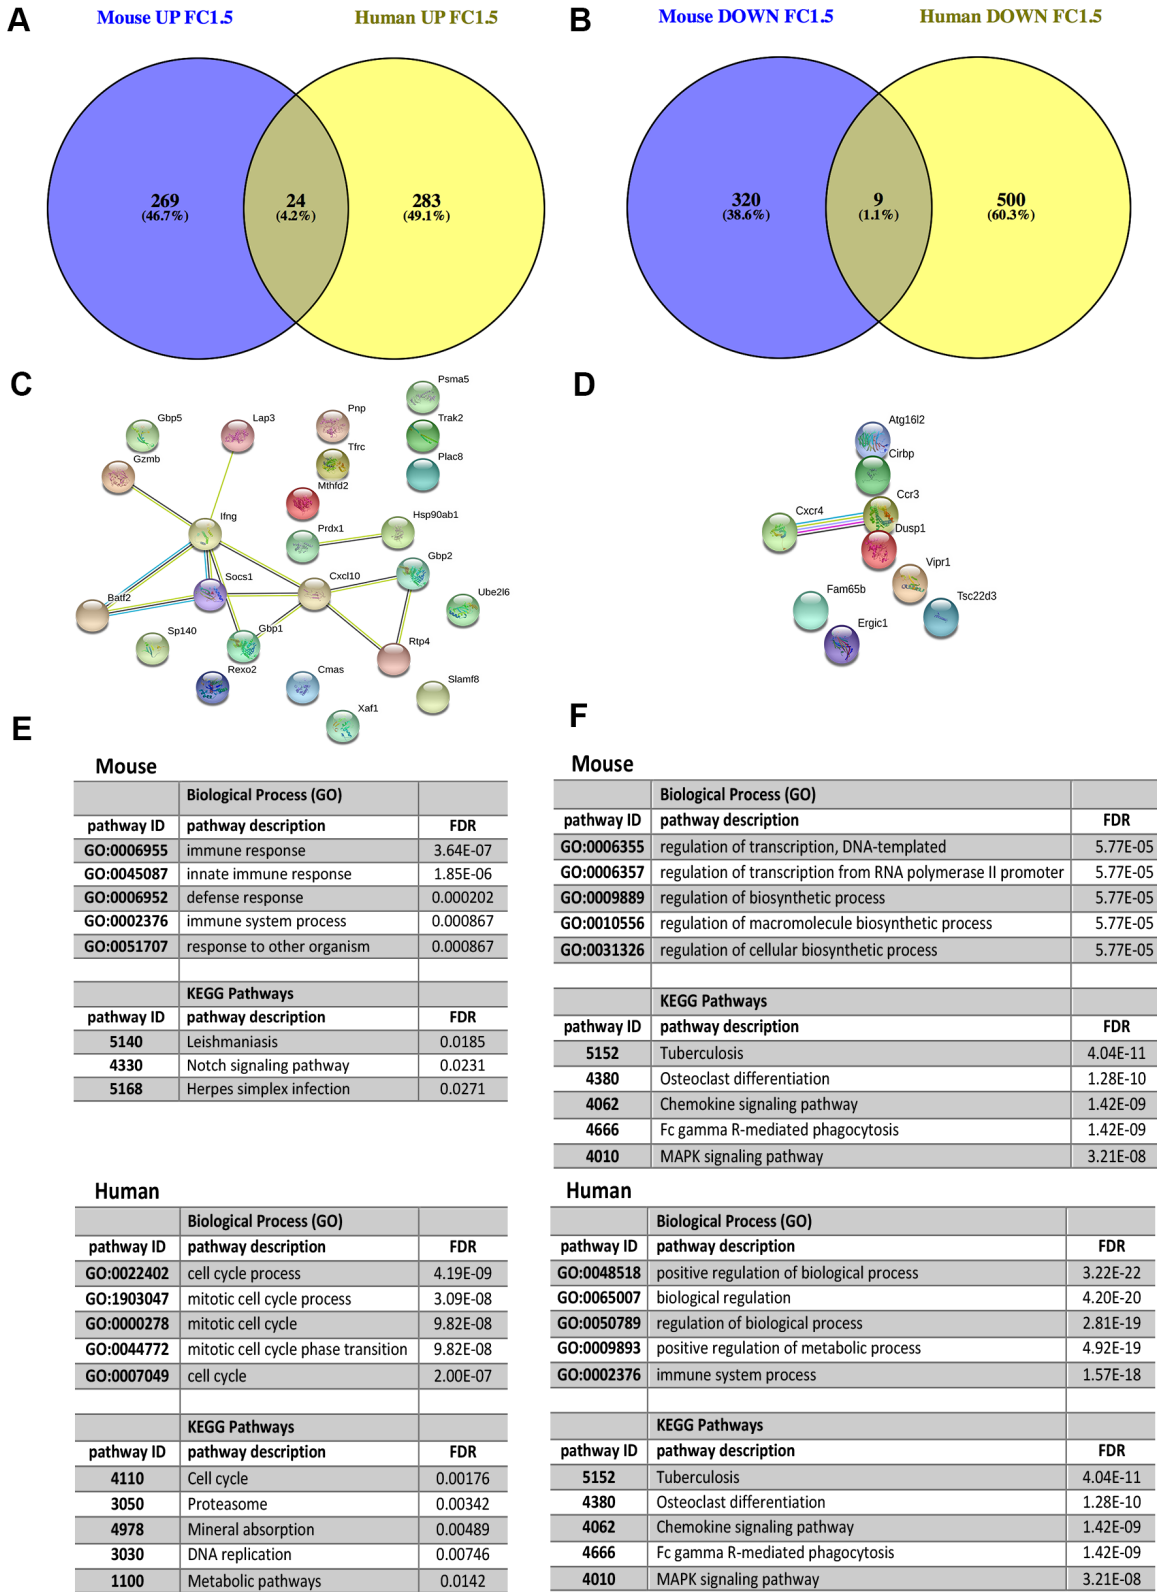 A
Mouse UP FC1.5
Human UP FC1.5
269
(46.7%)
24
(4.2%)
283
(49.1%)
B
Mouse DOWN FC1.5
Human DOWN FC1.5
320
(38.6%)
9
(1.1%)
500
(60.3%)
C
Psma5
Gbp5
Lap3
Pnp
Trak2
Gzmb
Tfrc
Plac8
Mthfd2
Ifng
Prdx1
Hsp90ab1
Gbp2
Socs1
Cxcl10
Batf2
Ube2l6
Sp140
Gbp1
Rtp4
Rexo2
Cmas
Slamf8
Xaf1
D
Atg16l2
Cirbp
Ccr3
Cxcr4
Dusp1
Vipr1
Fam65b
Tsc22d3
Ergic1
E
Mouse
Biological Process (GO)
pathway ID pathway description FDR
GO:0006955 immune response 3.64E-07
GO:0045087 innate immune response 1.85E-06
GO:0006952 defense response 0.000202
GO:0002376 immune system process 0.000867
GO:0051707 response to other organism 0.000867
KEGG Pathways
pathway ID pathway description FDR
5140 Leishmaniasis 0.0185
4330 Notch signaling pathway 0.0231
5168 Herpes simplex infection 0.0271
Human
Biological Process (GO)
pathway ID pathway description FDR
GO:0022402 cell cycle process 4.19E-09
GO:1903047 mitotic cell cycle process 3.09E-08
GO:0000278 mitotic cell cycle 9.82E-08
GO:0044772 mitotic cell cycle phase transition 9.82E-08
GO:0007049 cell cycle 2.00E-07
KEGG Pathways
pathway ID pathway description FDR
4110 Cell cycle 0.00176
3050 Proteasome 0.00342
4978 Mineral absorption 0.00489
3030 DNA replication 0.00746
1100 Metabolic pathways 0.0142
F
Mouse
Biological Process (GO)
pathway ID pathway description FDR
GO:0006355 regulation of transcription, DNA-templated 5.77E-05
GO:0006357 regulation of transcription from RNA polymerase II promoter 5.77E-05
GO:0009889 regulation of biosynthetic process 5.77E-05
GO:0010556 regulation of macromolecule biosynthetic process 5.77E-05
GO:0031326 regulation of cellular biosynthetic process 5.77E-05
KEGG Pathways
pathway ID pathway description FDR
5152 Tuberculosis 4.04E-11
4380 Osteoclast differentiation 1.28E-10
4062 Chemokine signaling pathway 1.42E-09
4666 Fc gamma R-mediated phagocytosis 1.42E-09
4010 MAPK signaling pathway 3.21E-08
Human
Biological Process (GO)
pathway ID pathway description FDR
GO:0048518 positive regulation of biological process 3.22E-22
GO:0065007 biological regulation 4.20E-20
GO:0050789 regulation of biological process 2.81E-19
GO:0009893 positive regulation of metabolic process 4.92E-19
GO:0002376 immune system process 1.57E-18
KEGG Pathways
pathway ID pathway description FDR
5152 Tuberculosis 4.04E-11
4380 Osteoclast differentiation 1.28E-10
4062 Chemokine signaling pathway 1.42E-09
4666 Fc gamma R-mediated phagocytosis 1.42E-09
4010 MAPK signaling pathway 3.21E-08